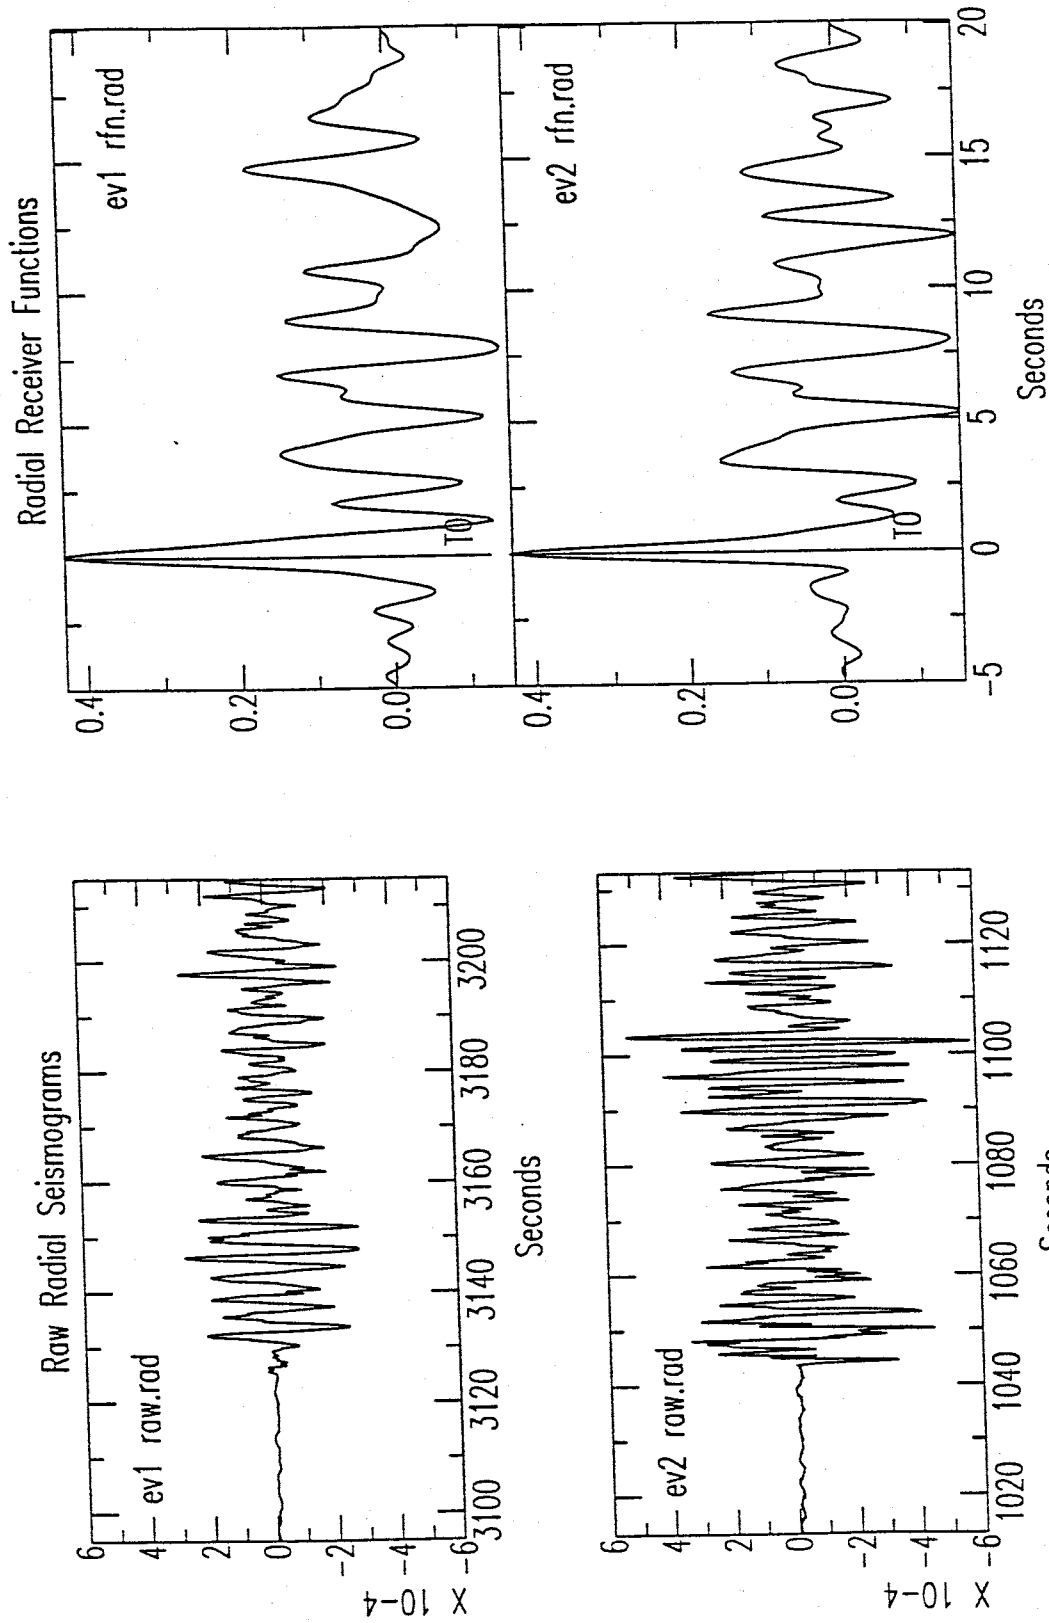 Raw Radial Seismograms
ev1 raw.rad
6
4
2
0
-2
-4
-6
X 10-4
3100 3120 3140 3160 3180 3200
Seconds
ev2 raw.rad
6
4
2
0
-2
-4
-6
X 10-4
1020 1040 1060 1080 1100 1120
Seconds
Radial Receiver Functions
ev1 rfn.rad
0.4
0.2
0.0
T0
ev2 rfn.rad
0.4
0.2
0.0
T0
-5 0 5 10 15 20
Seconds